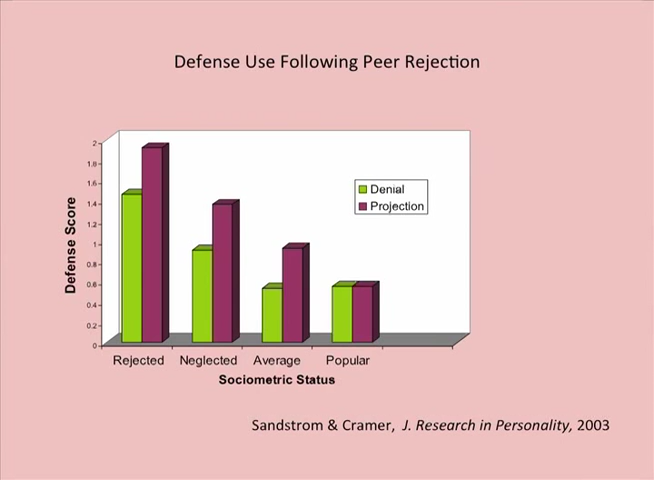 Defense Use Following Peer Rejection
Defense Score
2
1.8
1.6
1.4
1.2
1
0.8
0.6
0.4
0.2
0
Denial
Projection
Rejected Neglected Average Popular
Sociometric Status
Sandstrom & Cramer, J. Research in Personality, 2003